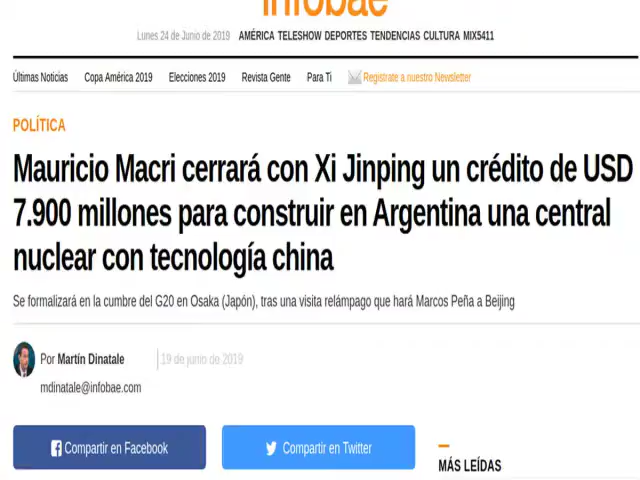 infobae
Lunes 24 de Junio de 2019 AMÉRICA TELESHOW DEPORTES TENDENCIAS CULTURA MIX5411
Últimas Noticias Copa América 2019 Elecciones 2019 Revista Gente Para Ti Registrate a nuestro Newsletter
POLÍTICA
Mauricio Macri cerrará con Xi Jinping un crédito de USD
7.900 millones para construir en Argentina una central
nuclear con tecnología china
Se formalizará en la cumbre del G20 en Osaka (Japón), tras una visita relámpago que hará Marcos Peña a Beijing
Por Martín Dinatale 19 de junio de 2019
mdinatale@infobae.com
Compartir en Facebook Compartir en Twitter
MÁS LEÍDAS